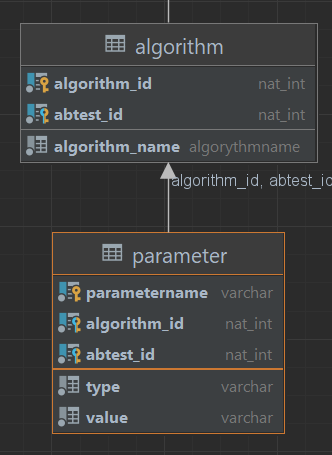 algorithm
algorithm_id nat_int
abtest_id nat_int
algorithm_name algorythmname
algorithm_id, abtest_id
parameter
parametername varchar
algorithm_id nat_int
abtest_id nat_int
type varchar
value varchar